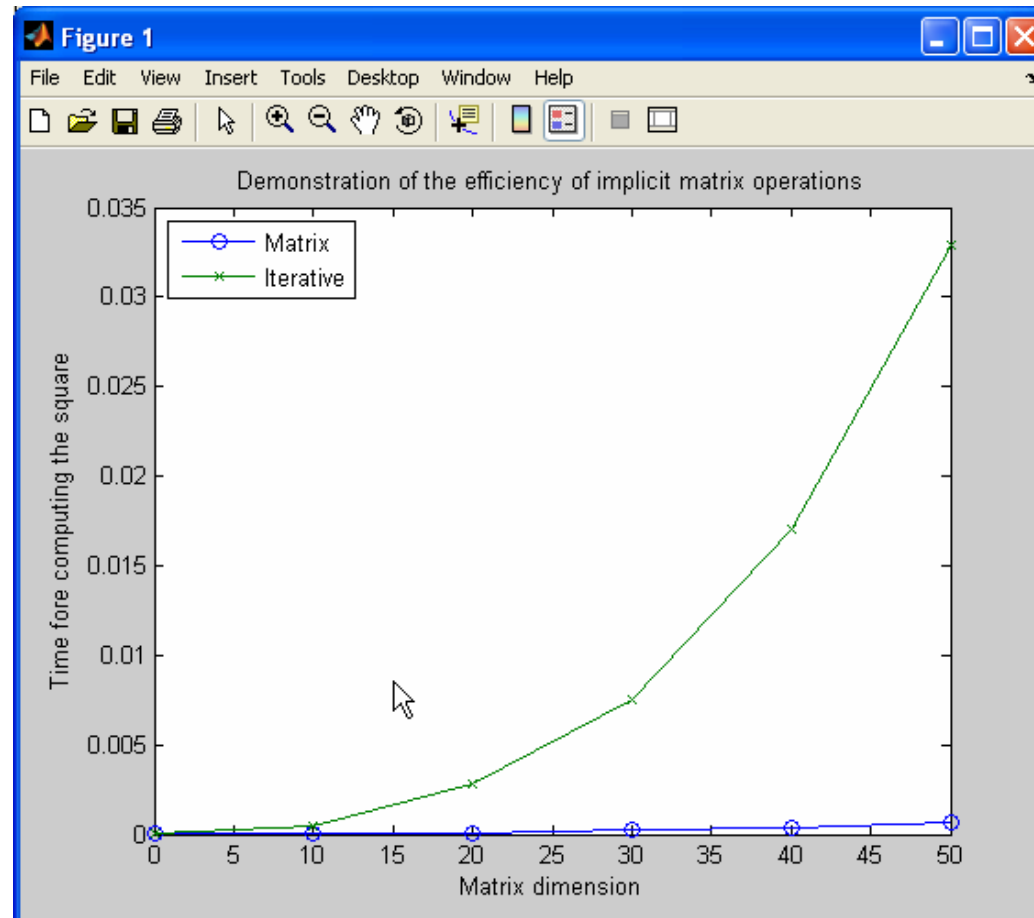 Figure 1
File Edit View Insert Tools Desktop Window Help
Demonstration of the efficiency of implicit matrix operations
Matrix
Iterative
Time fore computing the square
0.035
0.03
0.025
0.02
0.015
0.01
0.005
0
0 5 10 15 20 25 30 35 40 45 50
Matrix dimension